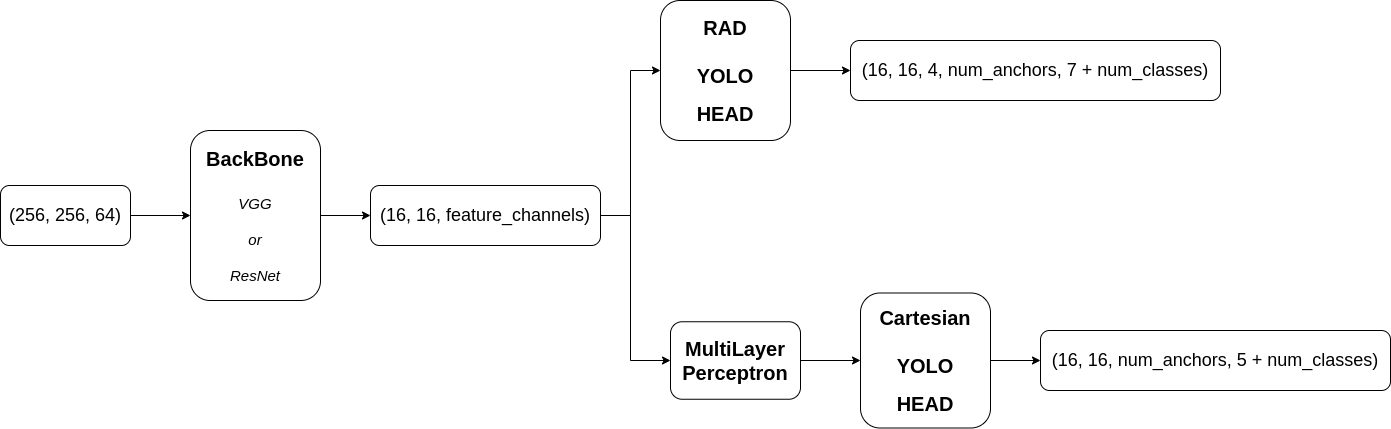 (256, 256, 64)
BackBone
VGG
or
ResNet
(16, 16, feature_channels)
RAD
YOLO
HEAD
(16, 16, 4, num_anchors, 7 + num_classes)
MultiLayer
Perceptron
Cartesian
YOLO
HEAD
(16, 16, num_anchors, 5 + num_classes)